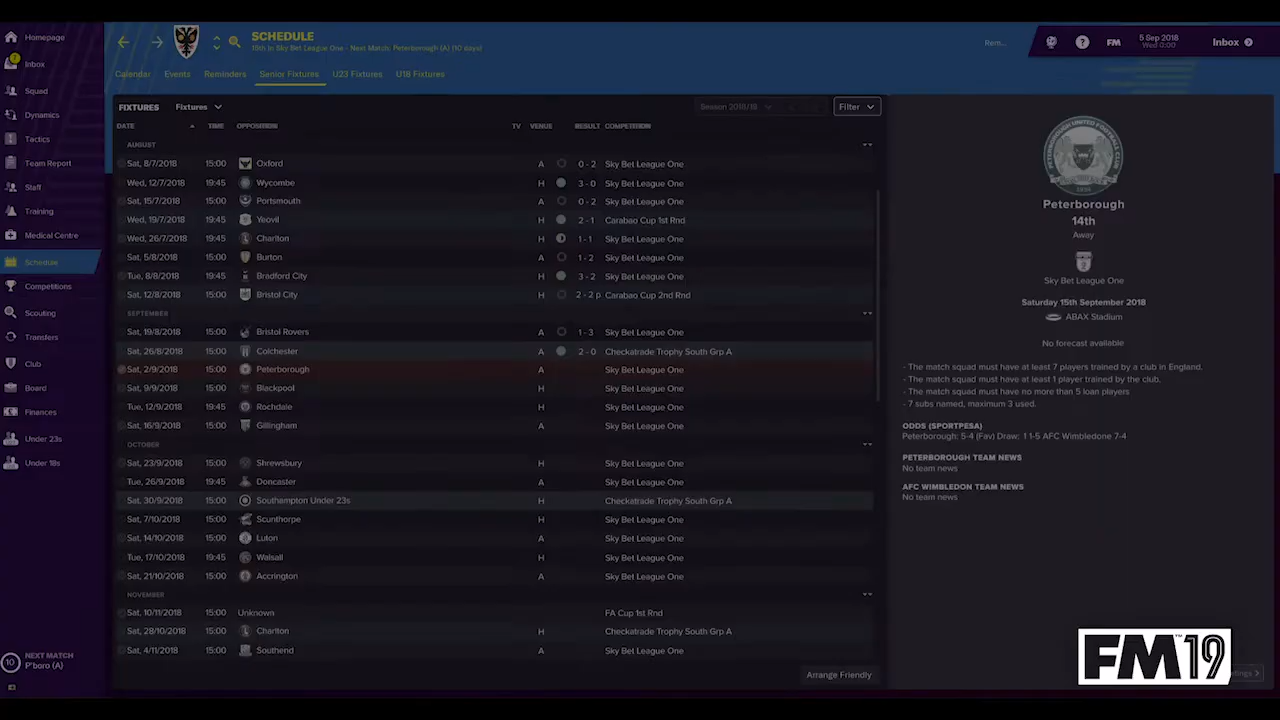 Homepage
Inbox
Squad
Dynamics
Tactics
Team Report
Staff
Training
Medical Centre
Schedule
Competitions
Scouting
Transfers
Club
Board
Finances
Under 23s
Under 18s
10 NEXT MATCH
P'boro (A)
SCHEDULE
15th in Sky Bet League One - Next Match: Peterborough (A) (10 days)
Rem...
? FM 5 Sep 2018
Wed 0:00
Inbox
Calendar Events Reminders Senior Fixtures U23 Fixtures U18 Fixtures
FIXTURES Fixtures Season 2018/19 Filter
DATE TIME OPPOSITION TV VENUE RESULT COMPETITION
AUGUST
Sat, 8/7/2018 15:00 Oxford A 0 - 2 Sky Bet League One
Wed, 12/7/2018 19:45 Wycombe H 3 - 0 Sky Bet League One
Sat, 15/7/2018 15:00 Portsmouth A 0 - 2 Sky Bet League One
Wed, 19/7/2018 19:45 Yeovil H 2 - 1 Carabao Cup 1st Rnd
Wed, 26/7/2018 19:45 Charlton H 1 - 1 Sky Bet League One
Sat, 5/8/2018 15:00 Burton A 1 - 2 Sky Bet League One
Tue, 8/8/2018 19:45 Bradford City H 3 - 2 Sky Bet League One
Sat, 12/8/2018 15:00 Bristol City H 2 - 2 p Carabao Cup 2nd Rnd
SEPTEMBER
Sat, 19/8/2018 15:00 Bristol Rovers A 1 - 3 Sky Bet League One
Sat, 26/8/2018 15:00 Colchester A 2 - 0 Checkatrade Trophy South Grp A
Sat, 2/9/2018 15:00 Peterborough A Sky Bet League One
Sat, 9/9/2018 15:00 Blackpool H Sky Bet League One
Tue, 12/9/2018 19:45 Rochdale H Sky Bet League One
Sat, 16/9/2018 15:00 Gillingham A Sky Bet League One
OCTOBER
Sat, 23/9/2018 15:00 Shrewsbury H Sky Bet League One
Tue, 26/9/2018 19:45 Doncaster A Sky Bet League One
Sat, 30/9/2018 15:00 Southampton Under 23s H Checkatrade Trophy South Grp A
Sat, 7/10/2018 15:00 Scunthorpe H Sky Bet League One
Sat, 14/10/2018 15:00 Luton A Sky Bet League One
Tue, 17/10/2018 19:45 Walsall H Sky Bet League One
Sat, 21/10/2018 15:00 Accrington A Sky Bet League One
NOVEMBER
Sat, 10/11/2018 15:00 Unknown FA Cup 1st Rnd
Sat, 28/10/2018 15:00 Charlton H Checkatrade Trophy South Grp A
Sat, 4/11/2018 15:00 Southend A Sky Bet League One
Arrange Friendly
Peterborough
14th
Away
Sky Bet League One
Saturday 15th September 2018
ABAX Stadium
No forecast available
- The match squad must have at least 7 players trained by a club in England.
- The match squad must have at least 1 player trained by the club.
- The match squad must have no more than 5 loan players
- 7 subs named, maximum 3 used.
ODDS (SPORTPESA)
Peterborough: 5-4 (Fav) Draw: 1 1-5 AFC Wimbledone 7-4
PETERBOROUGH TEAM NEWS
No team news
AFC WIMBLEDON TEAM NEWS
No team news
FM™19